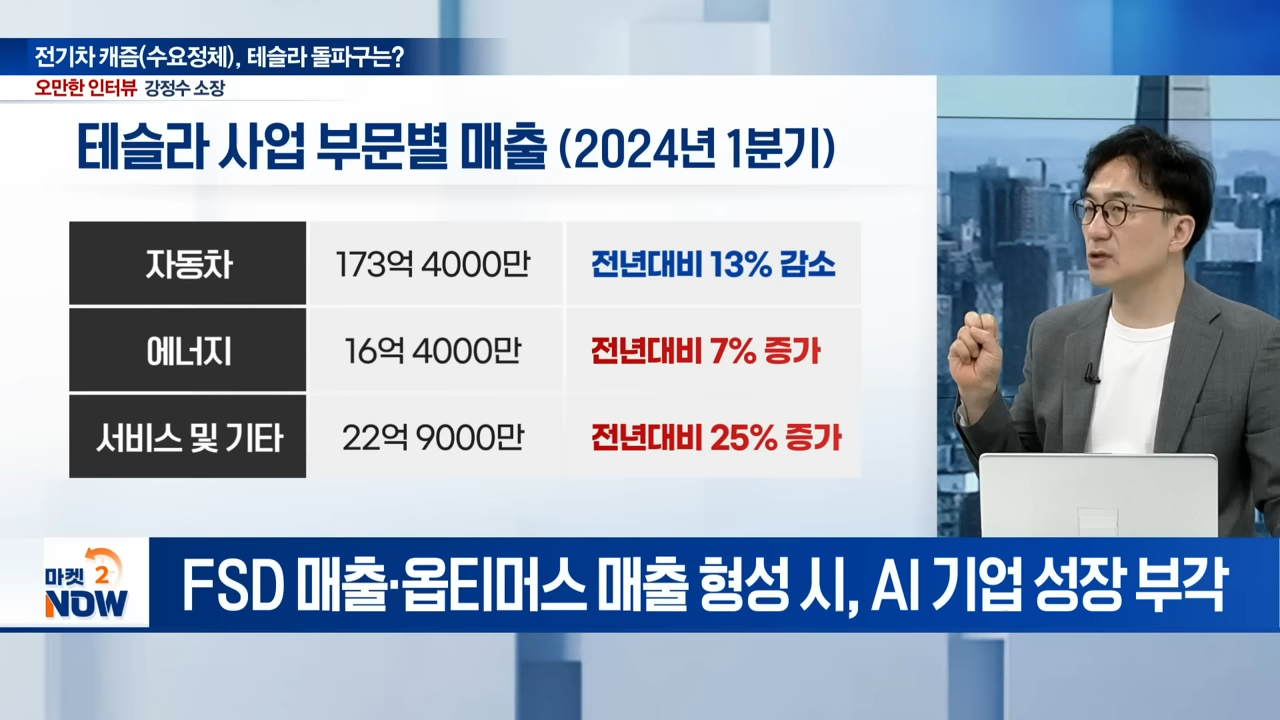 전기차 캐즘(수요정체), 테슬라 돌파구는?
오만한 인터뷰 강정수 소장
테슬라 사업 부문별 매출 (2024년 1분기)
자동차 173억 4000만 전년대비 13% 감소
에너지 16억 4000만 전년대비 7% 증가
서비스 및 기타 22억 9000만 전년대비 25% 증가
마켓 2
NOW
FSD 매출·옵티머스 매출 형성 시, AI 기업 성장 부각